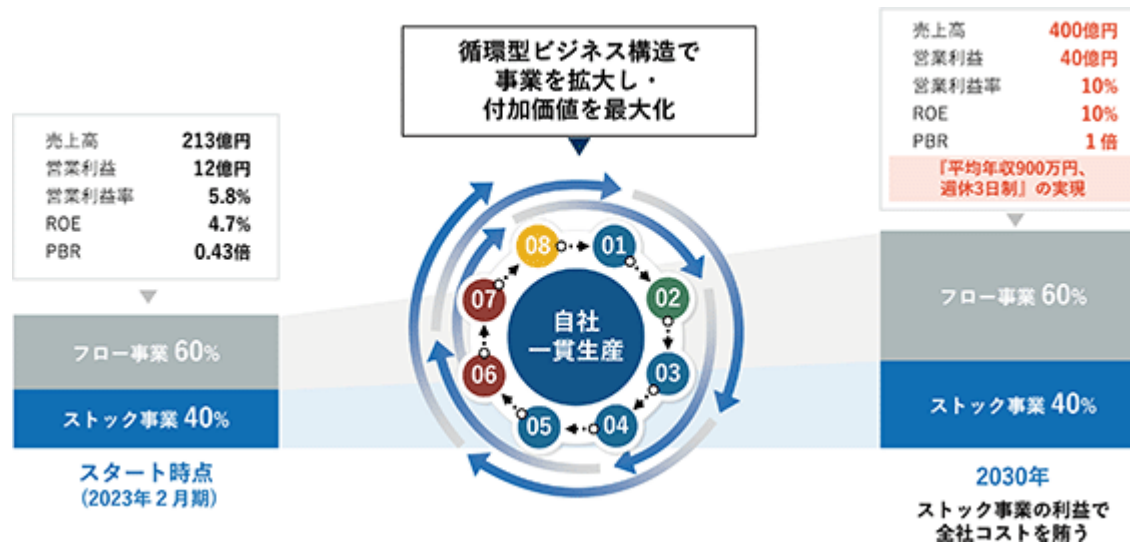 循環型ビジネス構造で
事業を拡大し・
付加価値を最大化
売上高 213億円
営業利益 12億円
営業利益率 5.8%
ROE 4.7%
PBR 0.43倍
フロー事業 60%
ストック事業 40%
スタート時点
(2023年2月期)
08
01
07
02
自社
一貫生産
06
03
05
04
売上高 400億円
営業利益 40億円
営業利益率 10%
ROE 10%
PBR 1倍
『平均年収900万円、
週休3日制』の実現
フロー事業 60%
ストック事業 40%
2030年
ストック事業の利益で
全社コストを賄う